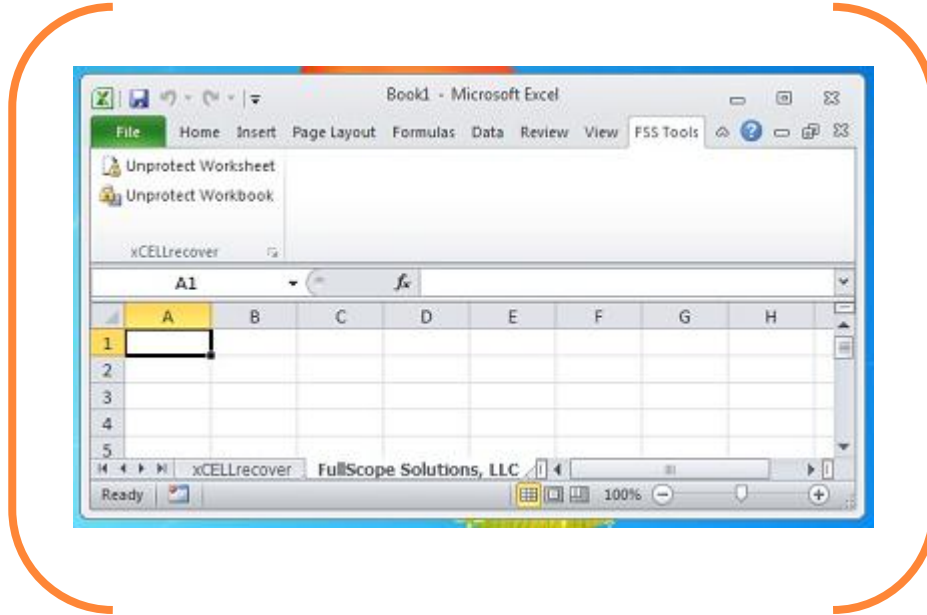 Book1 - Microsoft Excel
File Home Insert Page Layout Formulas Data Review View FSS Tools
Unprotect Worksheet
Unprotect Workbook
xCELLrecover
A1 fx
A B C D E F G H
1
2
3
4
5
xCELLrecover FullScope Solutions, LLC
Ready 100%